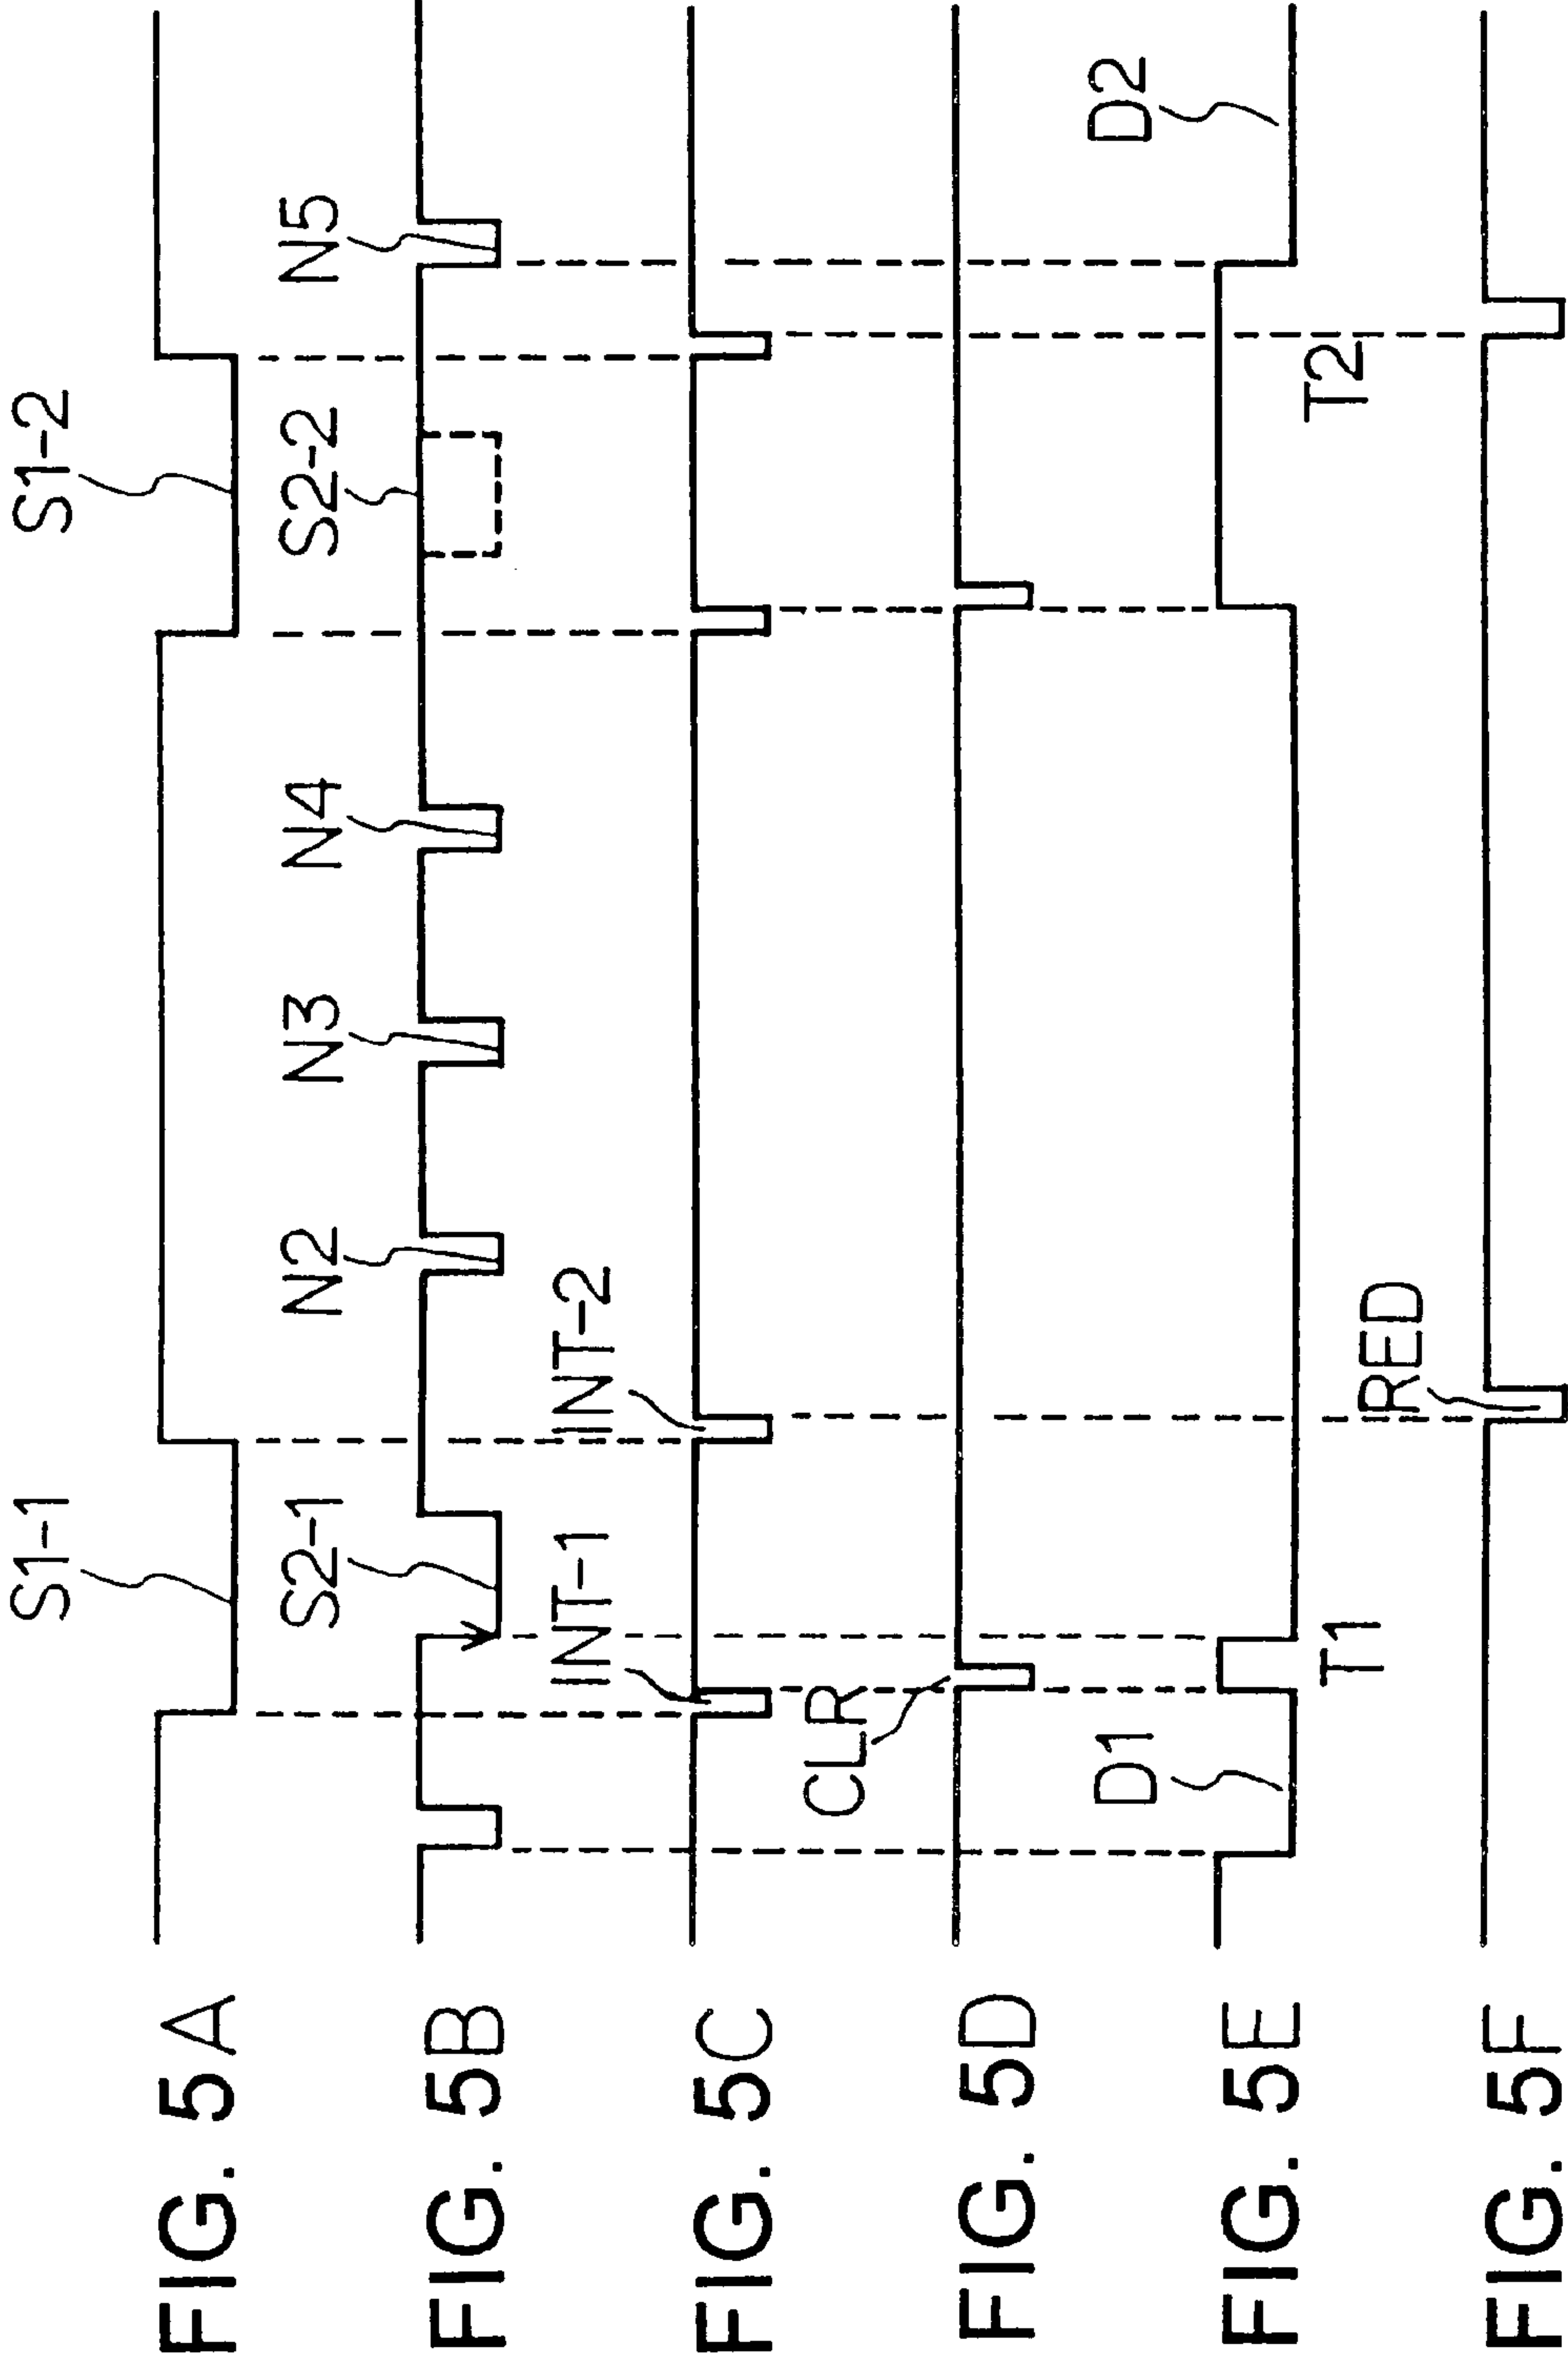 FIG. 5A
S1-1
S1-2
FIG. 5B
S2-1
N2
N3
N4
S2-2
N5
FIG. 5C
INT-1
INT-2
FIG. 5D
CLR
FIG. 5E
D1
T1
T2
D2
FIG. 5F
RED